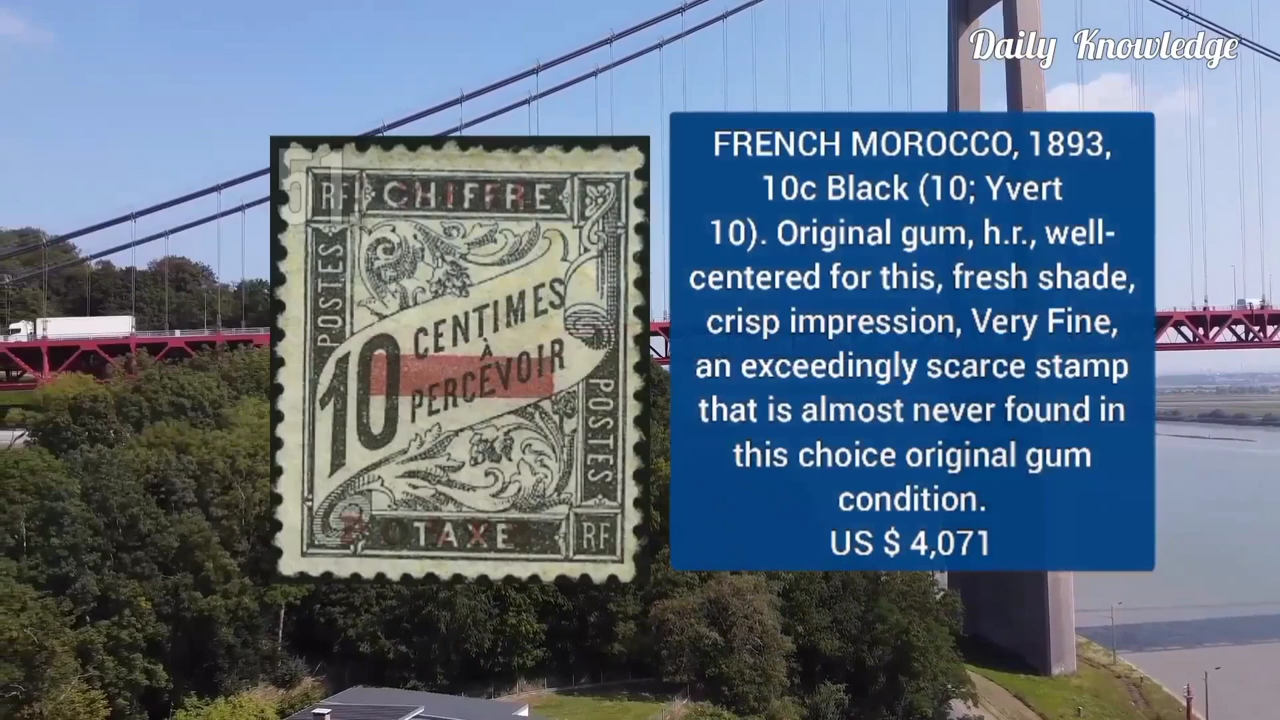 Daily Knowledge
51
RF CHIFFRE
POSTES
10 CENTIMES
À
PERCEVOIR
POSTES
TAXE RF
FRENCH MOROCCO, 1893,
10c Black (10; Yvert
10). Original gum, h.r., well-
centered for this, fresh shade,
crisp impression, Very Fine,
an exceedingly scarce stamp
that is almost never found in
this choice original gum
condition.
US $ 4,071